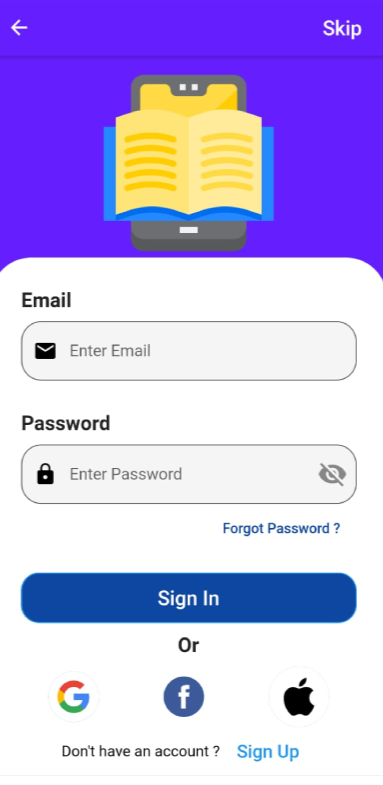 Skip
Email
Enter Email
Password
Enter Password
Forgot Password ?
Sign In
Or
Don't have an account ? Sign Up